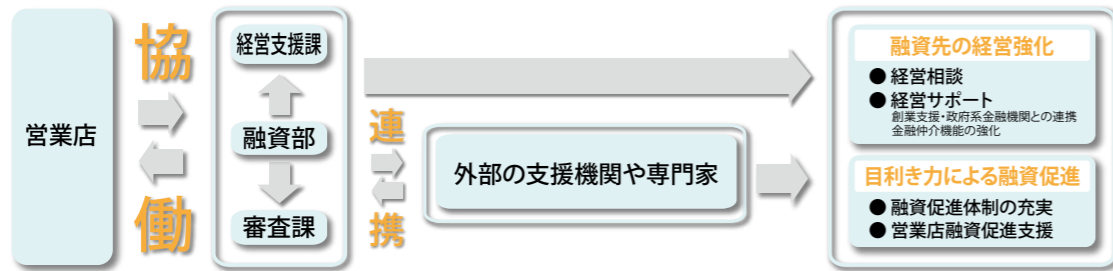 営業店
協
働
経営支援課
融資部
審査課
連
携
外部の支援機関や専門家
融資先の経営強化
● 経営相談
● 経営サポート
創業支援・政府系金融機関との連携
金融仲介機能の強化
目利き力による融資促進
● 融資促進体制の充実
● 営業店融資促進支援